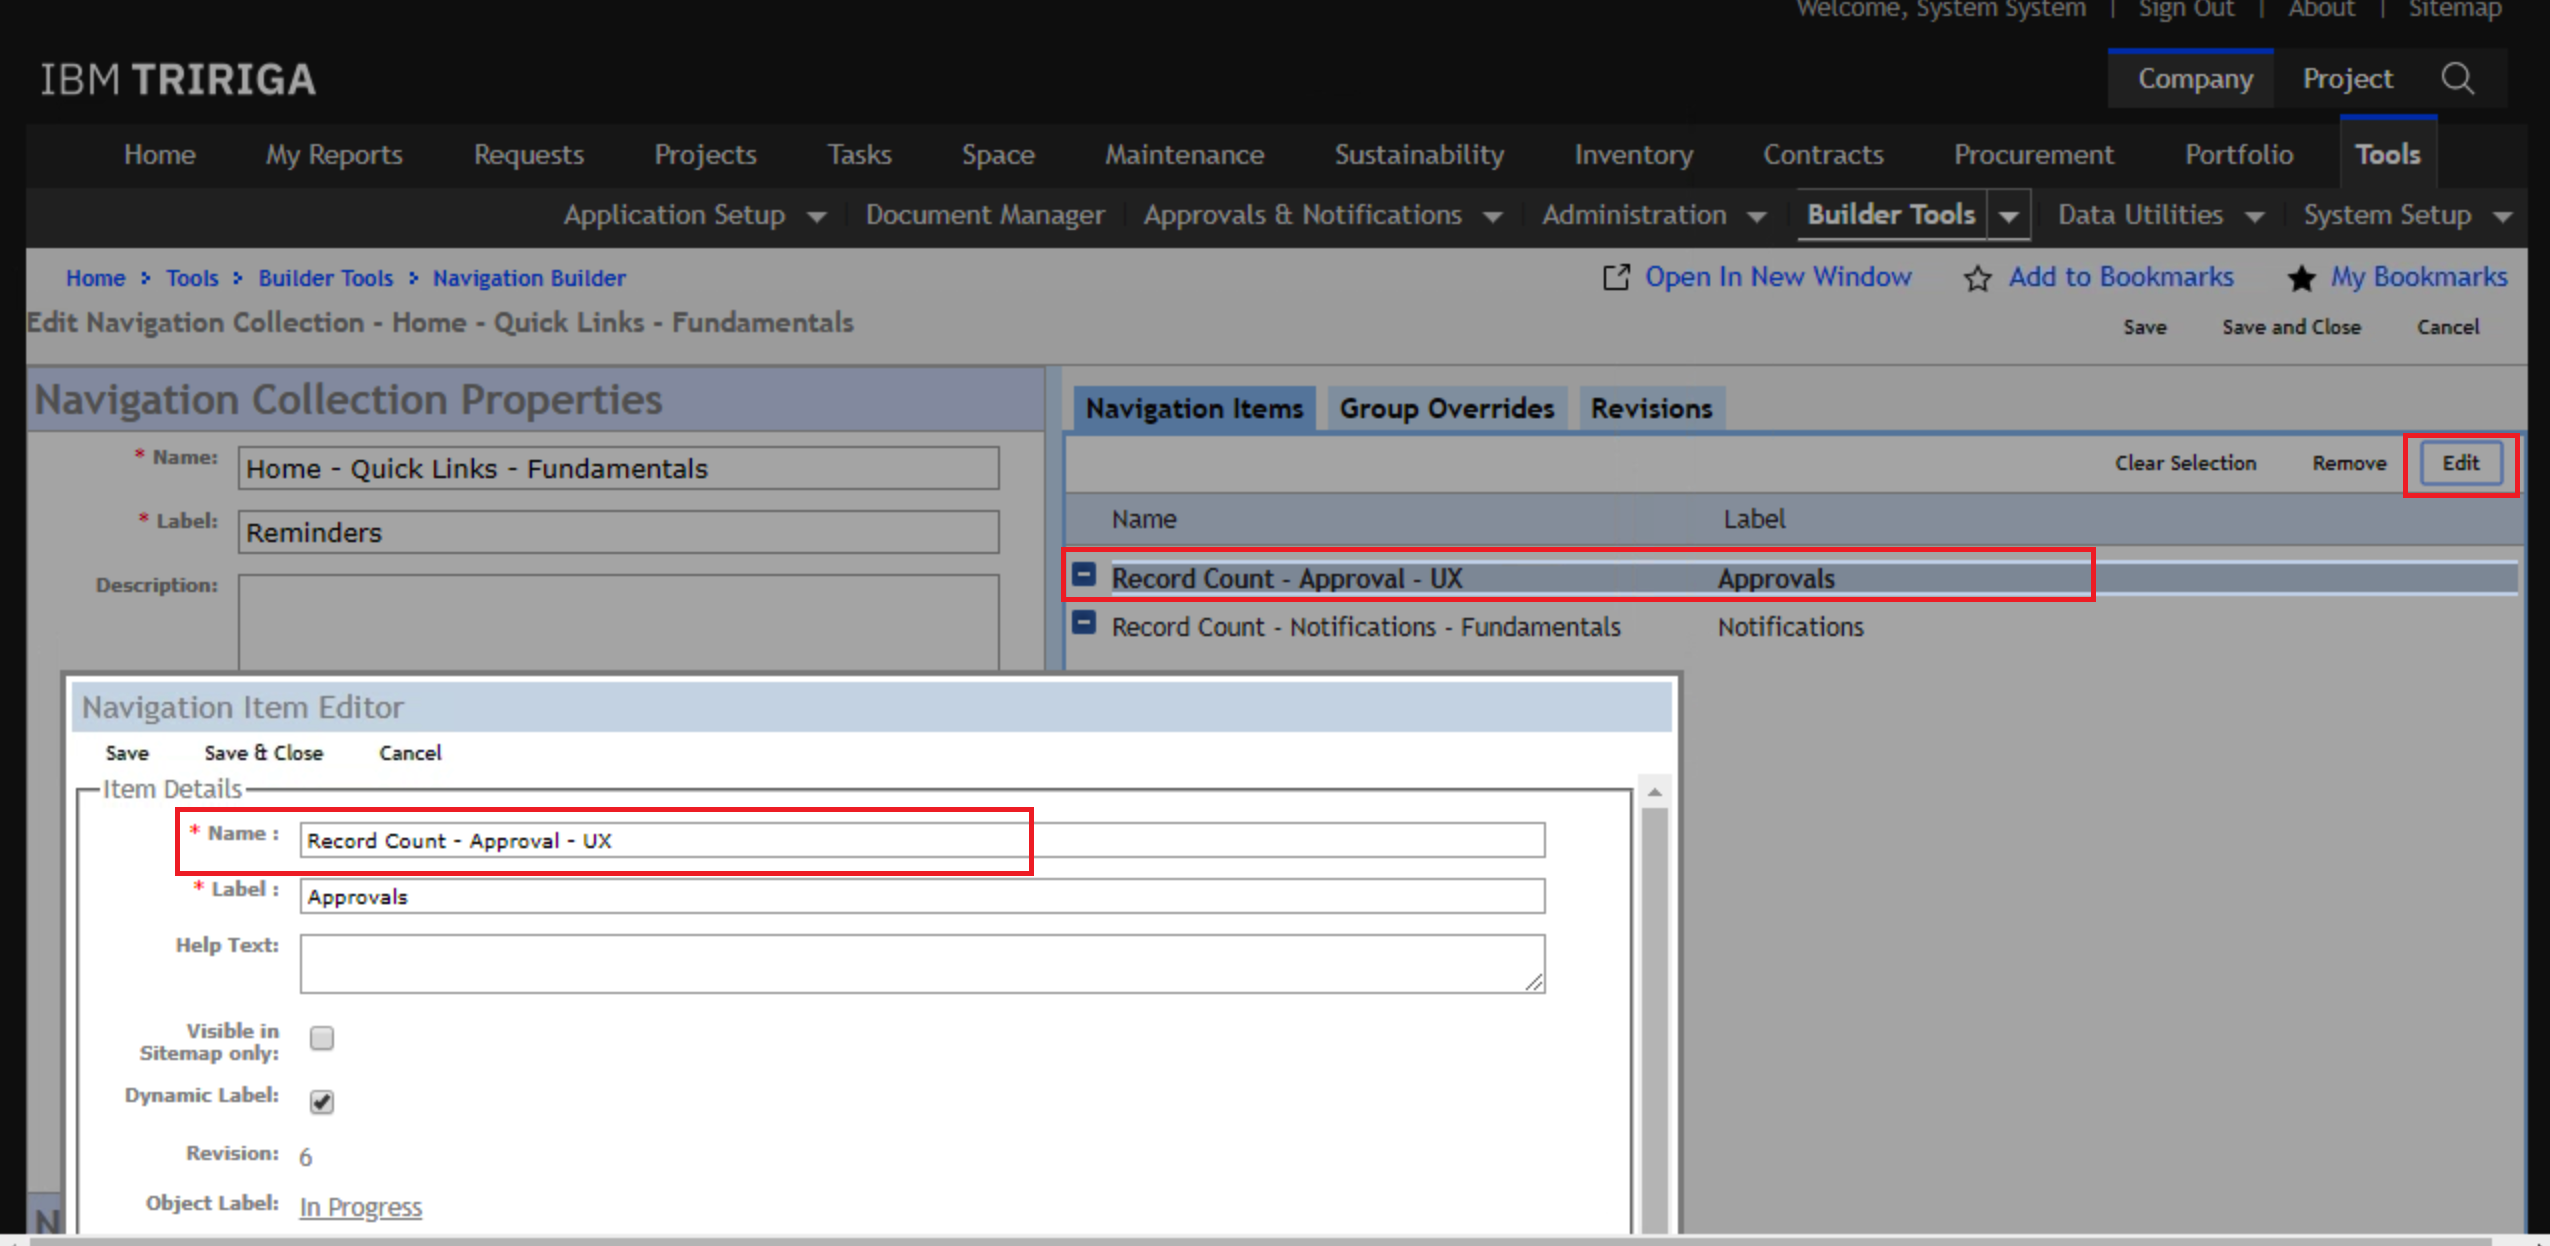 Welcome, System System | Sign Out | About | Sitemap
IBM TRIRIGA
Company Project
Home My Reports Requests Projects Tasks Space Maintenance Sustainability Inventory Contracts Procurement Portfolio Tools
Application Setup Document Manager Approvals & Notifications Administration Builder Tools Data Utilities System Setup
Home > Tools > Builder Tools > Navigation Builder
Open In New Window Add to Bookmarks My Bookmarks
Edit Navigation Collection - Home - Quick Links - Fundamentals
Save Save and Close Cancel
Navigation Collection Properties
* Name: Home - Quick Links - Fundamentals
* Label: Reminders
Description:
Navigation Items Group Overrides Revisions
Clear Selection Remove Edit
Name Label
Record Count - Approval - UX Approvals
Record Count - Notifications - Fundamentals Notifications
Navigation Item Editor
Save Save & Close Cancel
Item Details
* Name : Record Count - Approval - UX
* Label : Approvals
Help Text:
Visible in
Sitemap only:
Dynamic Label:
Revision: 6
Object Label: In Progress
N